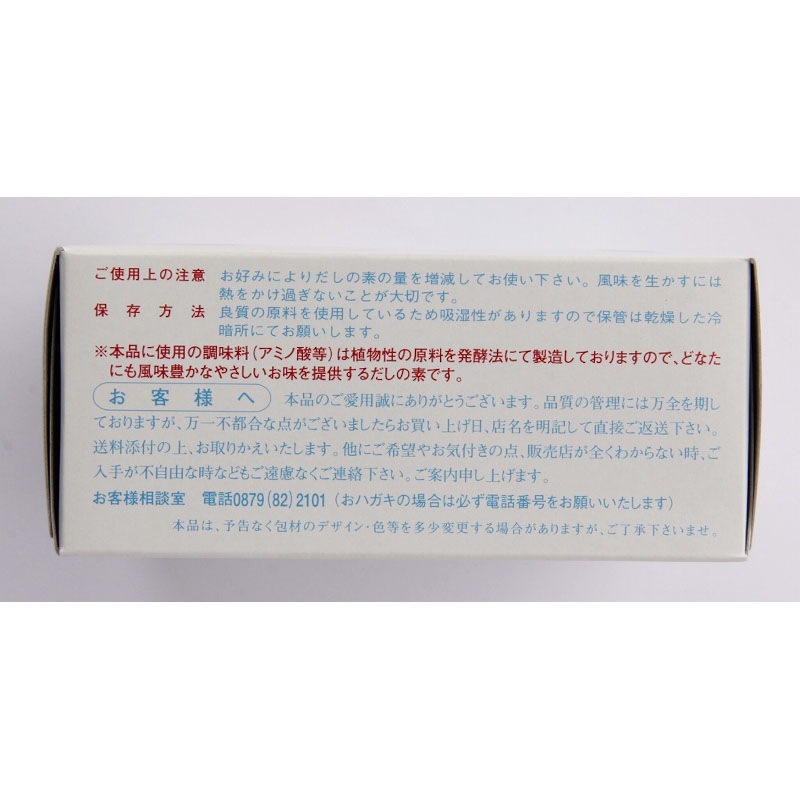 ご使用上の注意 お好みによりだしの素の量を増減してお使い下さい。風味を生かすには
熱をかけ過ぎないことが大切です。
保存方法 良質の原料を使用しているため吸湿性がありますので保管は乾燥した冷
暗所にてお願いします。
※本品に使用の調味料(アミノ酸等)は植物性の原料を発酵法にて製造しておりますので、どなた
にも風味豊かなやさしいお味を提供するだしの素です。
お客様へ 本品のご愛用誠にありがとうございます。品質の管理には万全を期し
ておりますが、万一不都合な点がございましたらお買い上げ日、店名を明記して直接ご返送下さい。
送料添付の上、お取りかえいたします。他にご希望やお気付きの点、販売店が全くわからない時、ご
入手が不自由な時などもご遠慮なくご連絡下さい。ご案内申し上げます。
お客様相談室 電話0879(82)2101(おハガキの場合は必ず電話番号をお願いいたします)
本品は、予告なく包材のデザイン・色等を多少変更する場合がありますが、ご了承下さいませ。